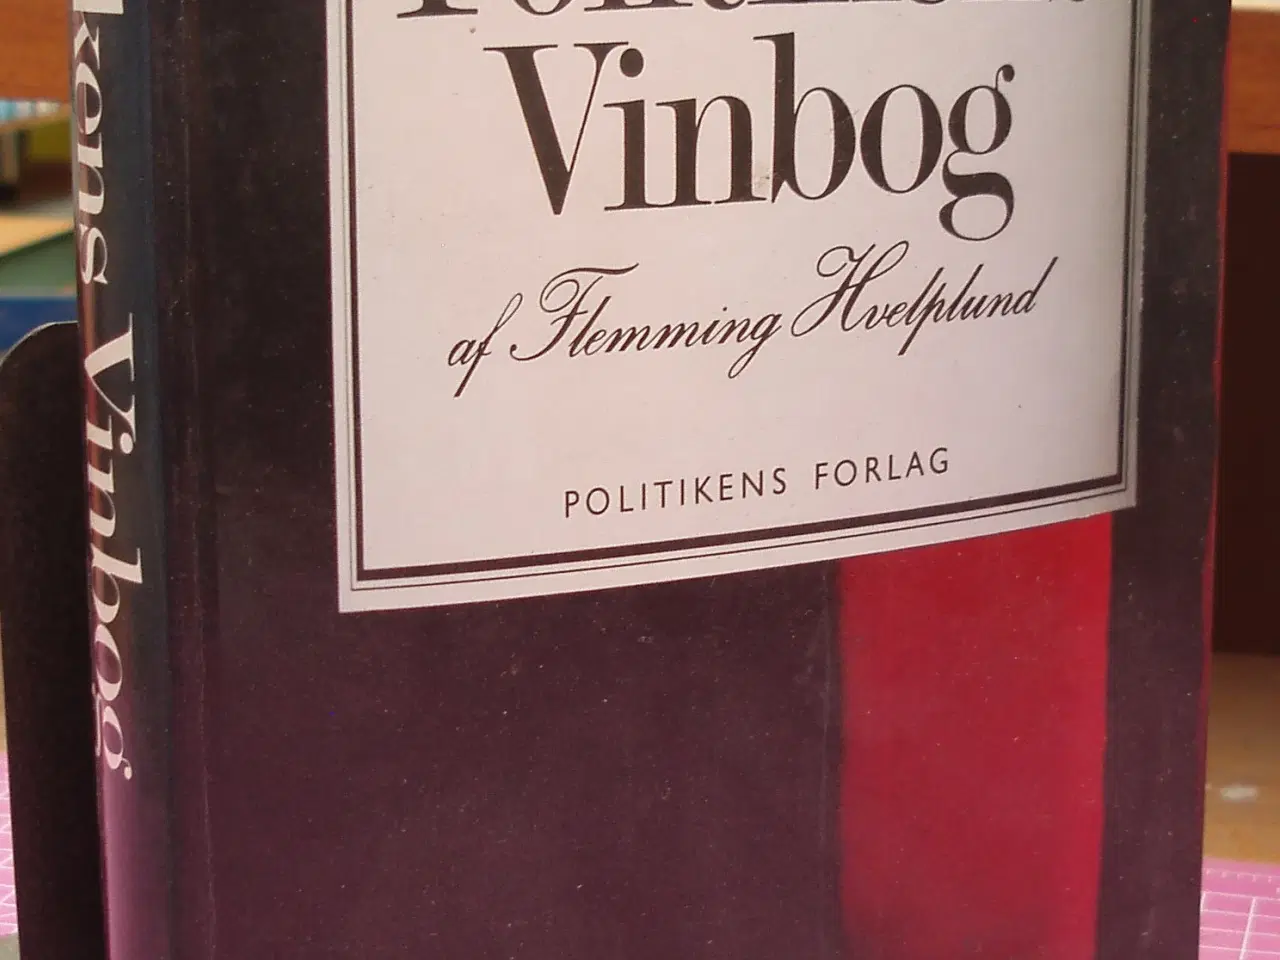 Vinbog
af Flemming Hvelplund
POLITIKENS FORLAG
kens Vinbog